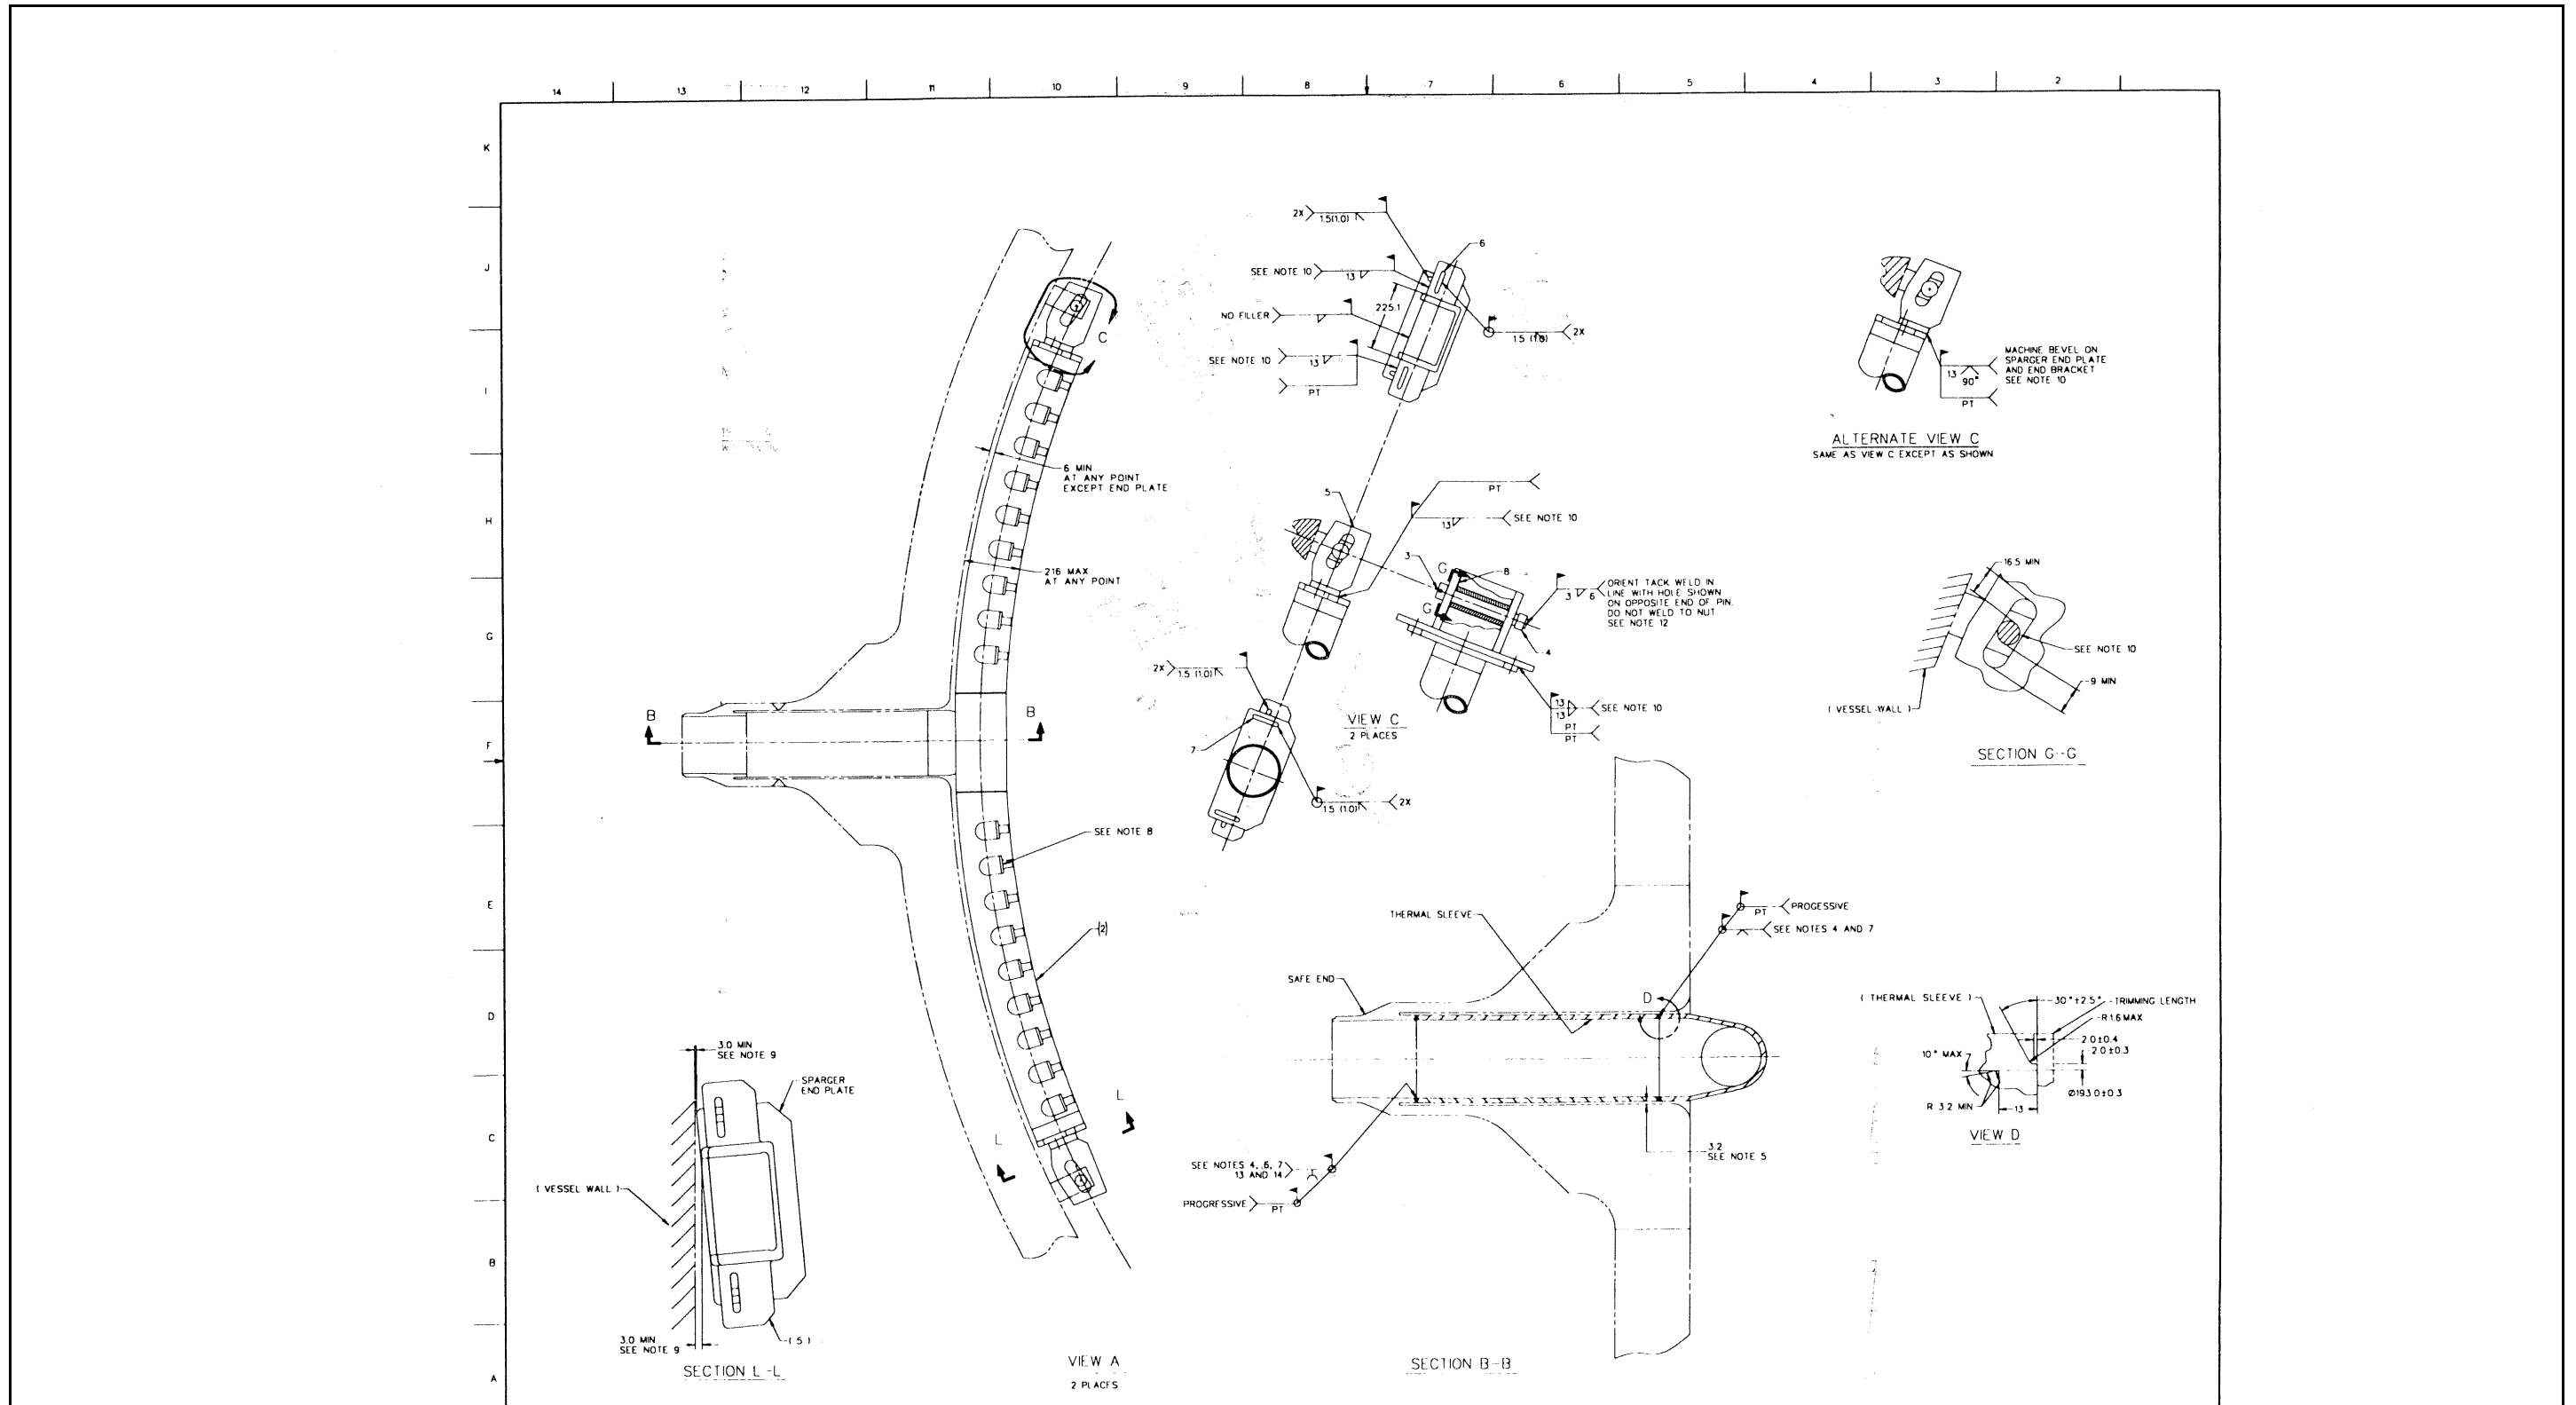 14 13 12 11 10 9 8 7 6 5 4 3 2
K
J
I
H
G
F
E
D
C
B
A
C
6 MIN
AT ANY POINT
EXCEPT END PLATE
216 MAX
AT ANY POINT
B
B
SEE NOTE 8
(2)
L
L
VIEW A
2 PLACES
3.0 MIN
SEE NOTE 9
SPARGER
END PLATE
( VESSEL WALL )
3.0 MIN
SEE NOTE 9
( 5 )
SECTION L-L
2X
1.5(1.0)
6
SEE NOTE 10
13
225.1
NO FILLER
1.5 (1.0)
2X
SEE NOTE 10
13
PT
5
PT
13
SEE NOTE 10
3
G
8
G
3
6
ORIENT TACK WELD IN
LINE WITH HOLE SHOWN
ON OPPOSITE END OF PIN.
DO NOT WELD TO NUT.
SEE NOTE 12
4
2X
1.5 (1.0)
13
13
SEE NOTE 10
PT
PT
7
1.5 (1.0)
2X
VIEW C
2 PLACES
MACHINE BEVEL ON
SPARGER END PLATE
AND END BRACKET
SEE NOTE 10
13
90°
PT
ALTERNATE VIEW C
SAME AS VIEW C EXCEPT AS SHOWN
16.5 MIN
SEE NOTE 10
9 MIN
( VESSEL WALL )
SECTION G-G
THERMAL SLEEVE
PT
PROGESSIVE
SEE NOTES 4 AND 7
SAFE END
D
SEE NOTES 4, 6, 7
13 AND 14
PROGRESSIVE
PT
3.2
SEE NOTE 5
SECTION B-B
( THERMAL SLEEVE )
30°±2.5°
TRIMMING LENGTH
R1.6 MAX
2.0±0.4
2.0±0.3
10° MAX
Ø193.0±0.3
R 3.2 MIN
13
VIEW D